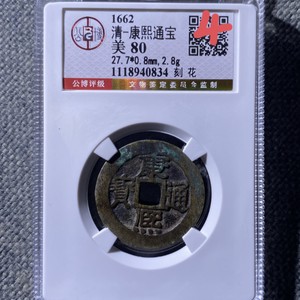 1662
清-康熙通宝
美 80
27.7*0.8mm, 2.8g
1118940834 刻 花
公博评级
康熙通寳